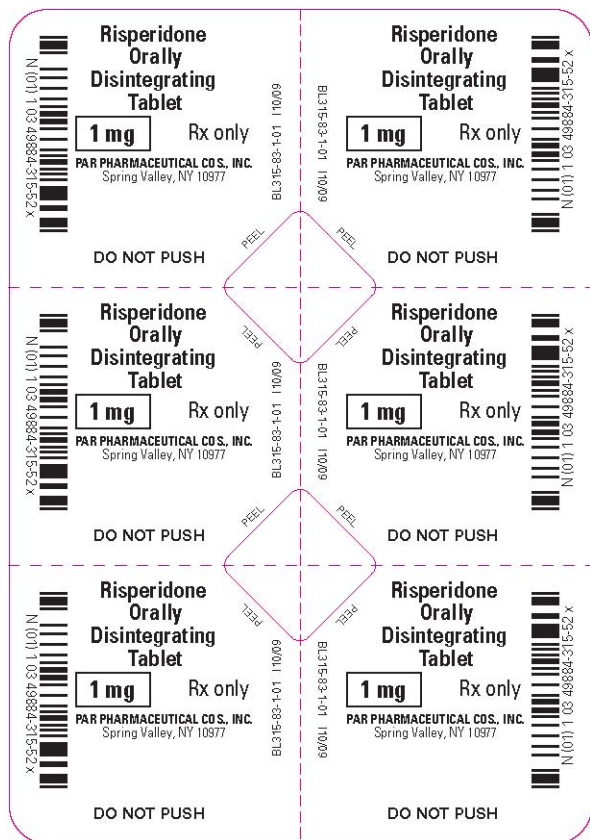 N (01) 1 03 49884-315-52 x
Risperidone
Orally
Disintegrating
Tablet
1 mg Rx only
PAR PHARMACEUTICAL COS., INC.
Spring Valley, NY 10977
DO NOT PUSH
BL315-83-1-01 I 10/09
PEEL
BL315-83-1-01 I10/09
Risperidone
Orally
Disintegrating
Tablet
1 mg Rx only
PAR PHARMACEUTICAL COS., INC.
Spring Valley, NY 10977
DO NOT PUSH
N (01) 1 03 49884-315-52 x
PEEL
N (01) 1 03 49884-315-52 x
Risperidone
Orally
Disintegrating
Tablet
1 mg Rx only
PAR PHARMACEUTICAL COS., INC.
Spring Valley, NY 10977
DO NOT PUSH
PEEL
BL315-83-1-01 I 10/09
PEEL
PEEL
BL315-83-1-01 I10/09
Risperidone
Orally
Disintegrating
Tablet
1 mg Rx only
PAR PHARMACEUTICAL COS., INC.
Spring Valley, NY 10977
DO NOT PUSH
N (01) 1 03 49884-315-52 x
PEEL
N (01) 1 03 49884-315-52 x
Risperidone
Orally
Disintegrating
Tablet
1 mg Rx only
PAR PHARMACEUTICAL COS., INC.
Spring Valley, NY 10977
DO NOT PUSH
PEEL
BL315-83-1-01 I 10/09
PEEL
BL315-83-1-01 I10/09
Risperidone
Orally
Disintegrating
Tablet
1 mg Rx only
PAR PHARMACEUTICAL COS., INC.
Spring Valley, NY 10977
DO NOT PUSH
N (01) 1 03 49884-315-52 x